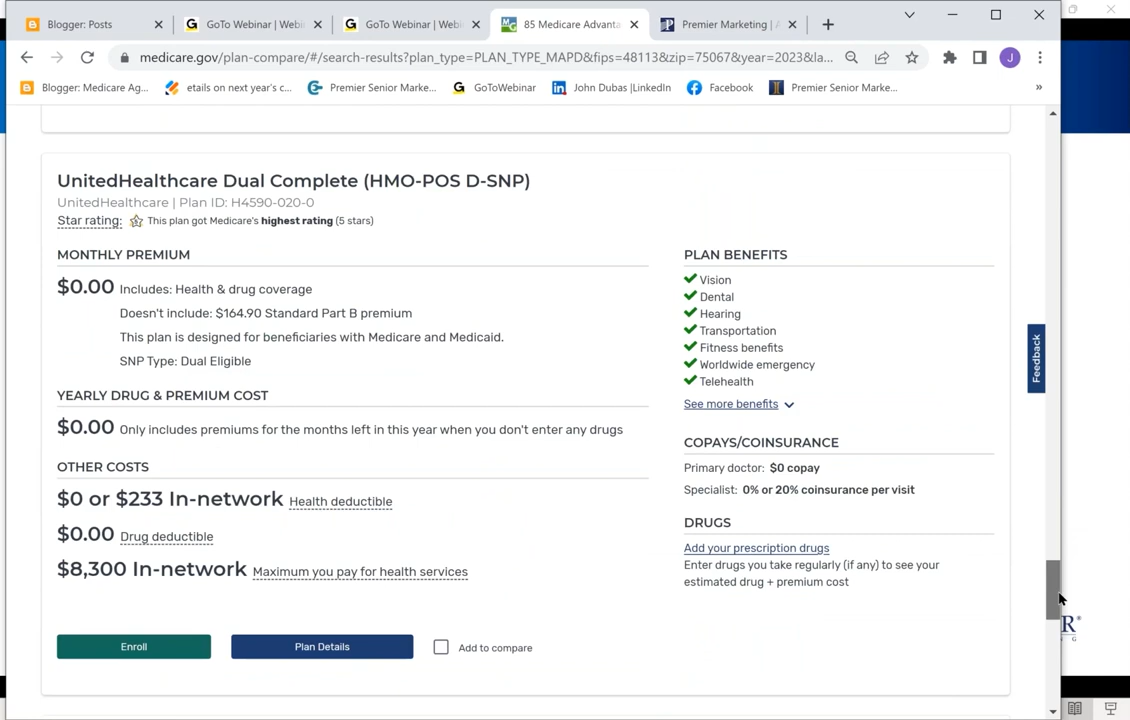 Blogger: Posts
GoTo Webinar | Webi
GoTo Webinar | Webi
85 Medicare Advanta
Premier Marketing | A
medicare.gov/plan-compare/#/search-results?plan_type=PLAN_TYPE_MAPD&fips=48113&zip=75067&year=2023&la...
J
Blogger: Medicare Ag...
etails on next year's c...
Premier Senior Marke...
GoToWebinar
John Dubas |LinkedIn
Facebook
Premier Senior Marke...
»
UnitedHealthcare Dual Complete (HMO-POS D-SNP)
UnitedHealthcare | Plan ID: H4590-020-0
Star rating: This plan got Medicare's highest rating (5 stars)
MONTHLY PREMIUM
$0.00 Includes: Health & drug coverage
Doesn't include: $164.90 Standard Part B premium
This plan is designed for beneficiaries with Medicare and Medicaid.
SNP Type: Dual Eligible
YEARLY DRUG & PREMIUM COST
$0.00 Only includes premiums for the months left in this year when you don't enter any drugs
OTHER COSTS
$0 or $233 In-network Health deductible
$0.00 Drug deductible
$8,300 In-network Maximum you pay for health services
Enroll
Plan Details
Add to compare
PLAN BENEFITS
Vision
Dental
Hearing
Transportation
Fitness benefits
Worldwide emergency
Telehealth
See more benefits
COPAYS/COINSURANCE
Primary doctor: $0 copay
Specialist: 0% or 20% coinsurance per visit
DRUGS
Add your prescription drugs
Enter drugs you take regularly (if any) to see your
estimated drug + premium cost
Feedback
R®
G